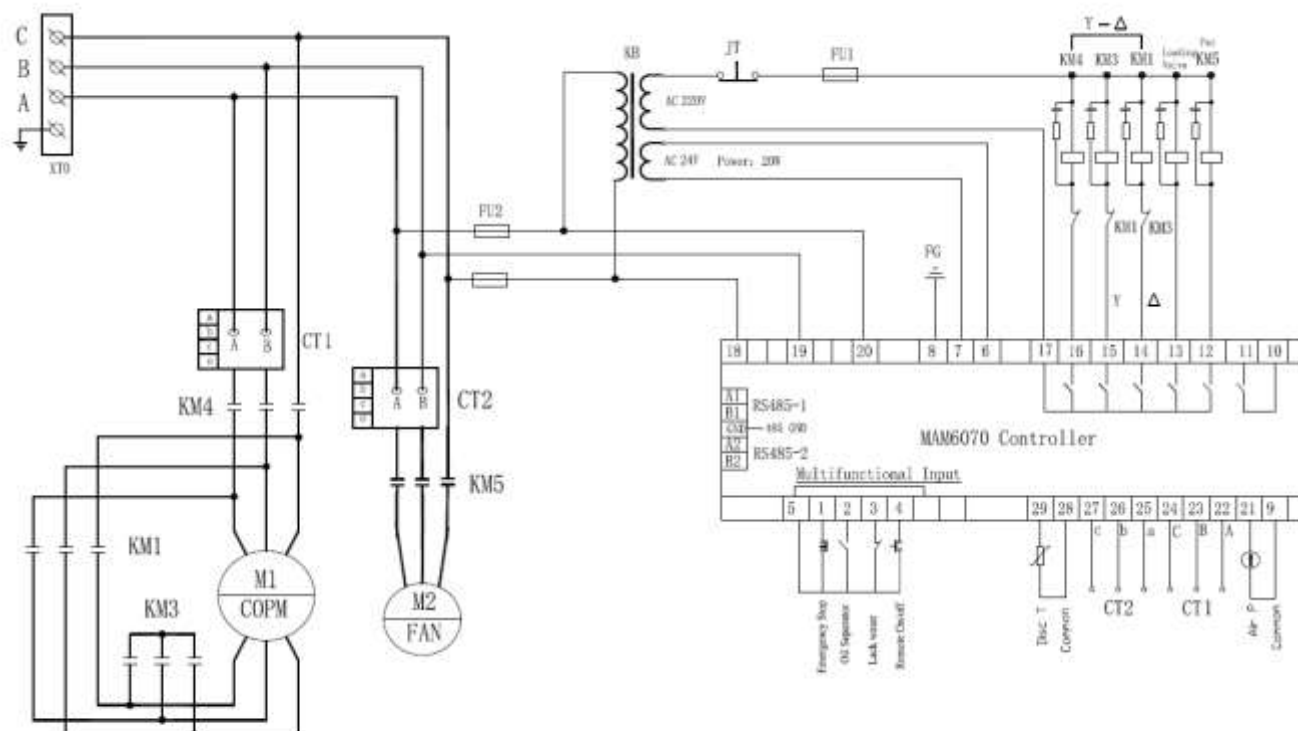 Y - Δ
C
B
A
XT0
KB
JT
FU1
KM4
KM3
KM1
Loading
Valve
Fan
KM5
AC 220V
AC 24V
Power: 20W
FU2
KM1
KM3
FG
Y
Δ
A
B
CT1
A
B
CT2
KM4
KM5
KM1
KM3
M1
COPM
M2
FAN
18
19
20
8
7
6
17
16
15
14
13
12
11
10
A1
B1
GND
A2
B2
RS485-1
485 GND
RS485-2
MAM6070 Controller
Multifunctional Input
5
1
2
3
4
29
28
27
26
25
24
23
22
21
9
c
b
a
C
B
A
CT2
CT1
Emergency Stop
Oil Separator
Lack water
Remote On/off
Disc T
Common
Air P
Common